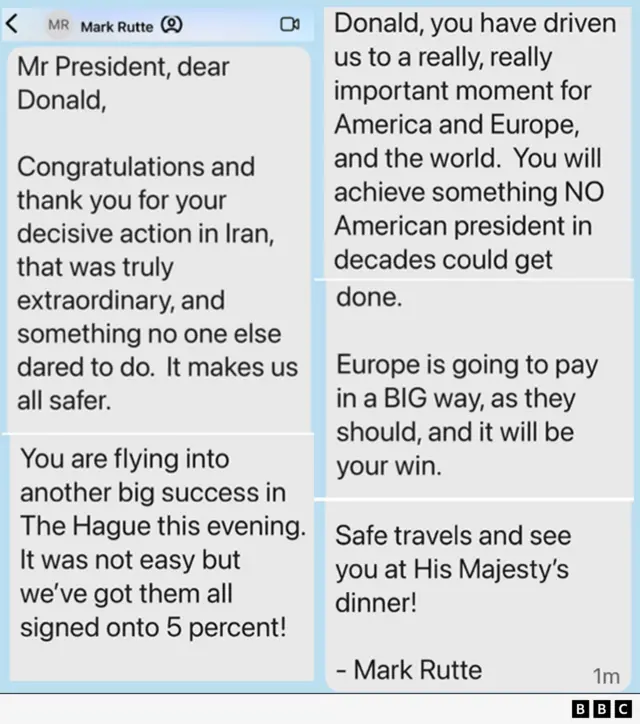 MR Mark Rutte
Mr President, dear
Donald,
Congratulations and
thank you for your
decisive action in Iran,
that was truly
extraordinary, and
something no one else
dared to do. It makes us
all safer.
You are flying into
another big success in
The Hague this evening.
It was not easy but
we've got them all
signed onto 5 percent!
Donald, you have driven
us to a really, really
important moment for
America and Europe,
and the world. You will
achieve something NO
American president in
decades could get
done.
Europe is going to pay
in a BIG way, as they
should, and it will be
your win.
Safe travels and see
you at His Majesty's
dinner!
- Mark Rutte
1m
BBC